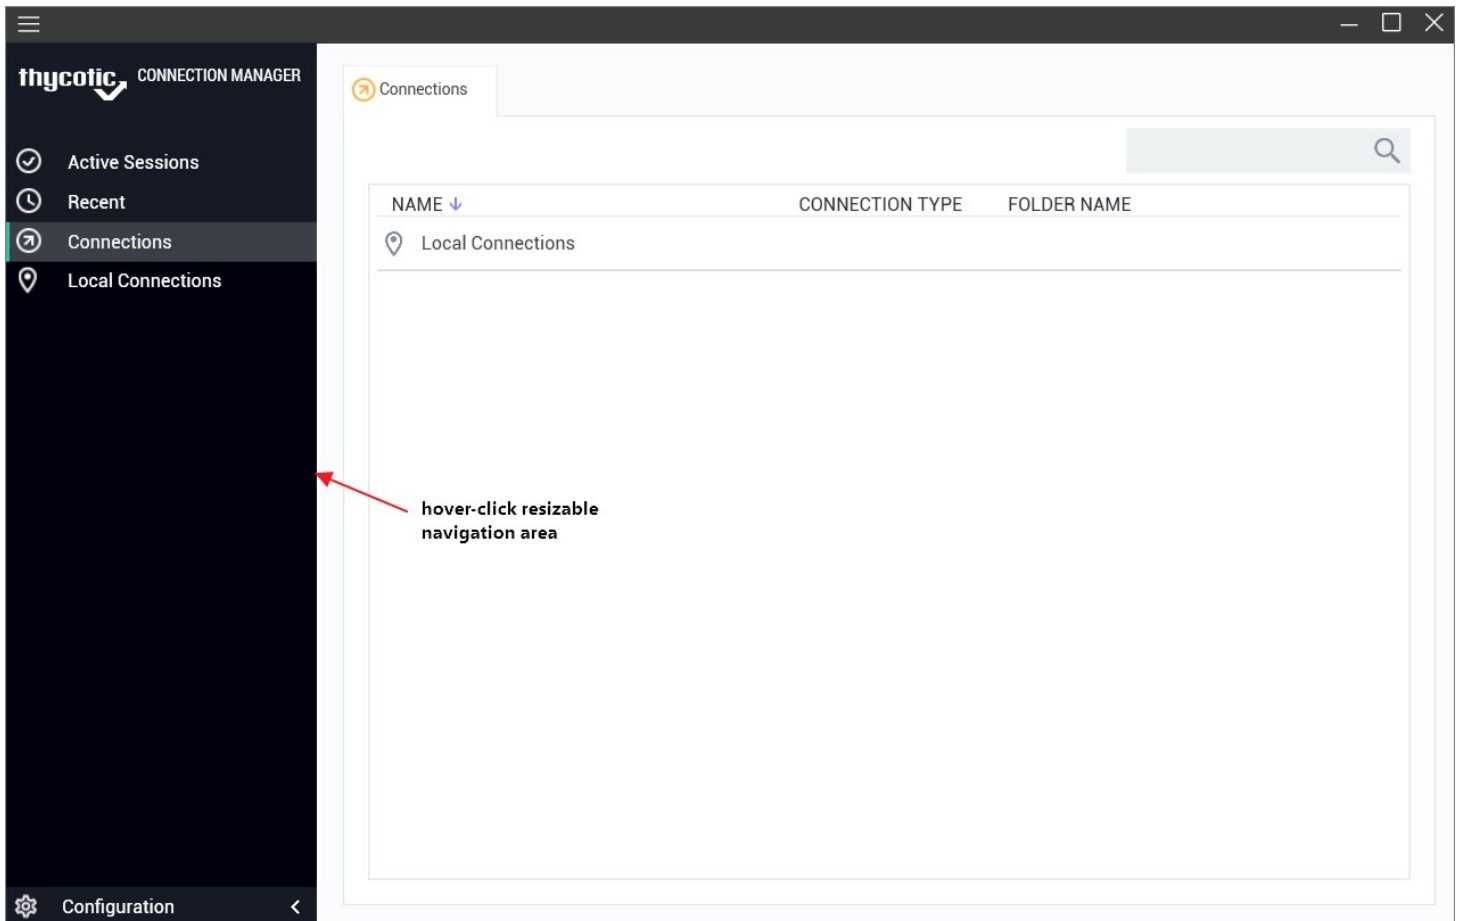 thycotic CONNECTION MANAGER
Active Sessions
Recent
Connections
Local Connections
Configuration
Connections
NAME CONNECTION TYPE FOLDER NAME
Local Connections
hover-click resizable
navigation area